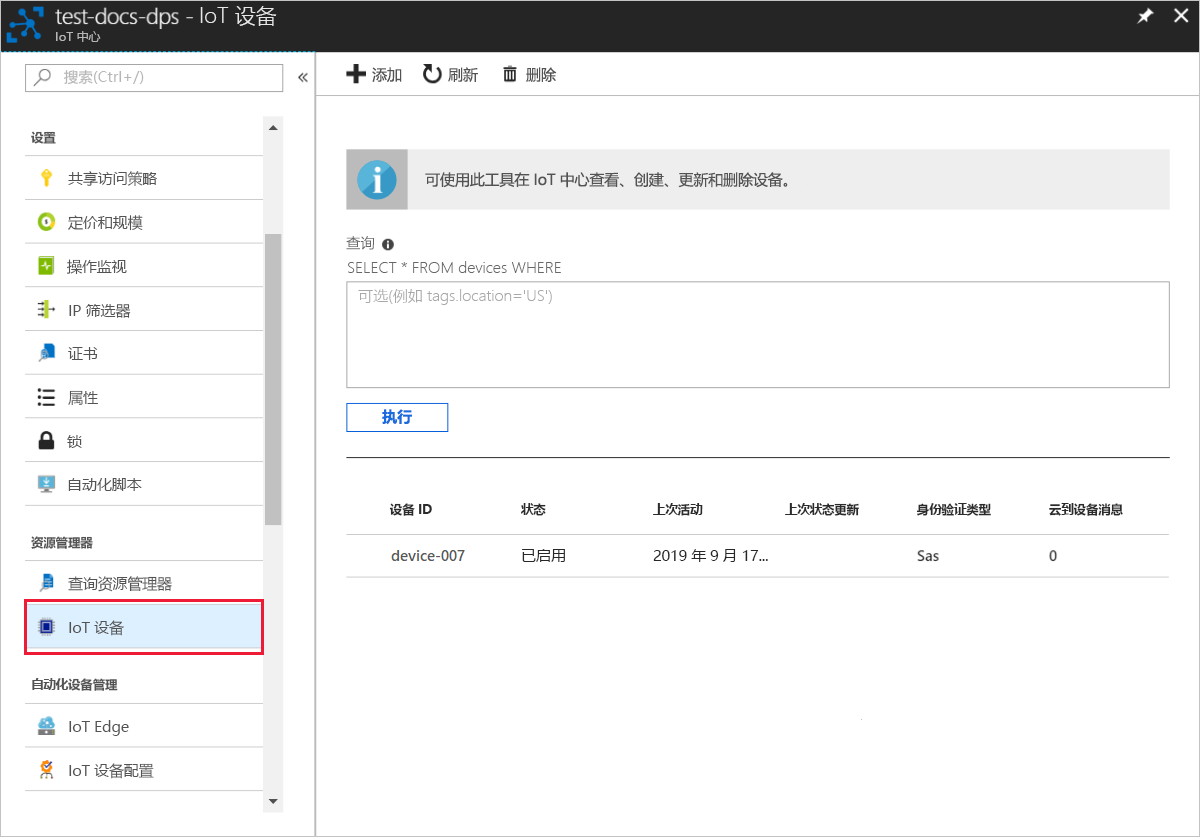 test-docs-dps - IoT 设备
IoT 中心
搜索(Ctrl+/)
«
设置
共享访问策略
定价和规模
操作监视
IP 筛选器
证书
属性
锁
自动化脚本
资源管理器
查询资源管理器
IoT 设备
自动化设备管理
IoT Edge
IoT 设备配置
添加 刷新 删除
可使用此工具在 IoT 中心查看、创建、更新和删除设备。
查询
SELECT * FROM devices WHERE
可选(例如 tags.location='US')
执行
设备 ID 状态 上次活动 上次状态更新 身份验证类型 云到设备消息
device-007 已启用 2019 年 9 月 17... Sas 0